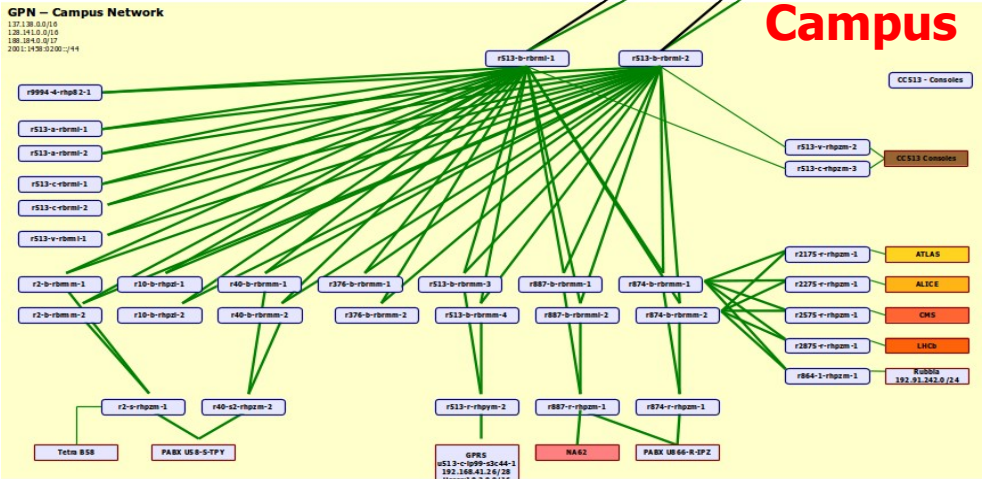 GPN – Campus Network
137.138.0.0/16
128.141.0.0/16
188.184.0.0/17
2001:1458:0200::/44
Campus
r513-b-rbrml-1
r513-b-rbrml-2
CC513 - Consoles
r9994-4-rhp82-1
r513-a-rbrml-1
r513-a-rbrml-2
r513-v-rhpzm-2
CC513 Consoles
r513-c-rhpzm-3
r513-c-rbrml-1
r513-c-rbrml-2
r513-v-rbrml-1
r2175-r-rhpzm-1
ATLAS
r2-b-rbrmm-1
r10-b-rhpzl-1
r40-b-rbrmm-1
r376-b-rbrmm-1
r513-b-rbrmm-3
r887-b-rbrmm-1
r874-b-rbrmm-1
r2275-r-rhpzm-1
ALICE
r2-b-rbrmm-2
r10-b-rhpzl-2
r40-b-rbrmm-2
r376-b-rbrmm-2
r513-b-rbrmm-4
r887-b-rbrmml-2
r874-b-rbrmm-2
r2575-r-rhpzm-1
CMS
r2875-r-rhpzm-1
LHCb
r864-1-rhpzm-1
Rubbia
192.91.242.0/24
r2-s-rhpzm-1
r40-s2-rhpzm-2
r513-r-rhpym-2
r887-r-rhpzm-1
r874-r-rhpzm-1
Tetra BS8
PABX US8-S-TPY
GPRS
u513-c-ip99-s3c44-1
192.168.41.26/28
NA62
PABX U866-R-IPZ